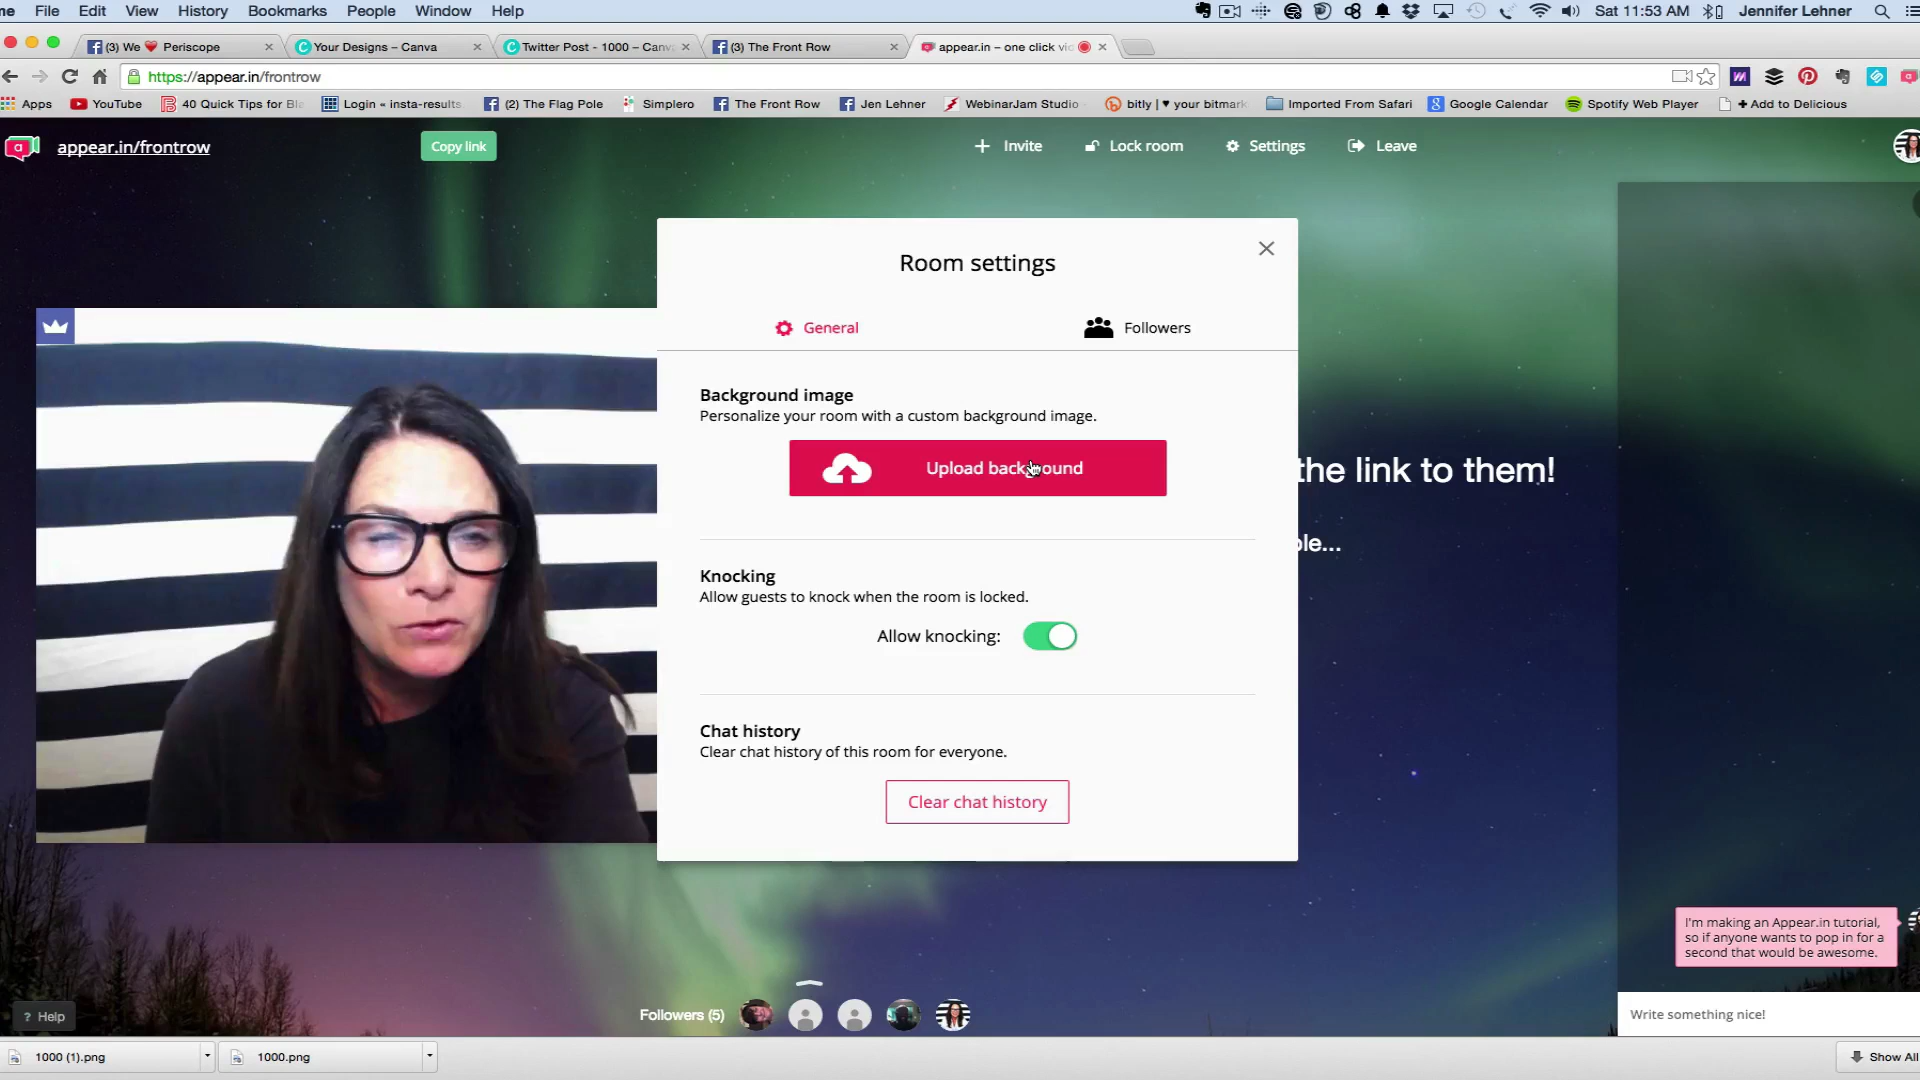 File Edit View History Bookmarks People Window Help Sat 11:53 AM Jennifer Lehner
(3) We Periscope
Your Designs – Canva
Twitter Post - 1000 – Canv
(3) The Front Row
appear.in – one click vi
https://appear.in/frontrow
Apps YouTube 40 Quick Tips for Login « insta-results (2) The Flag Pole Simplero The Front Row Jen Lehner WebinarJam Studio bitly | ♥ your bitmark Imported From Safari Google Calendar Spotify Web Player + Add to Delicious
appear.in/frontrow
Copy link
Invite Lock room Settings Leave
Room settings
General Followers
Background image
Personalize your room with a custom background image.
Upload background
the link to them!
ole...
Knocking
Allow guests to knock when the room is locked.
Allow knocking:
Chat history
Clear chat history of this room for everyone.
Clear chat history
I'm making an Appear.in tutorial,
so if anyone wants to pop in for a
second that would be awesome.
Write something nice!
? Help
Followers (5)
1000 (1).png
1000.png
Show All